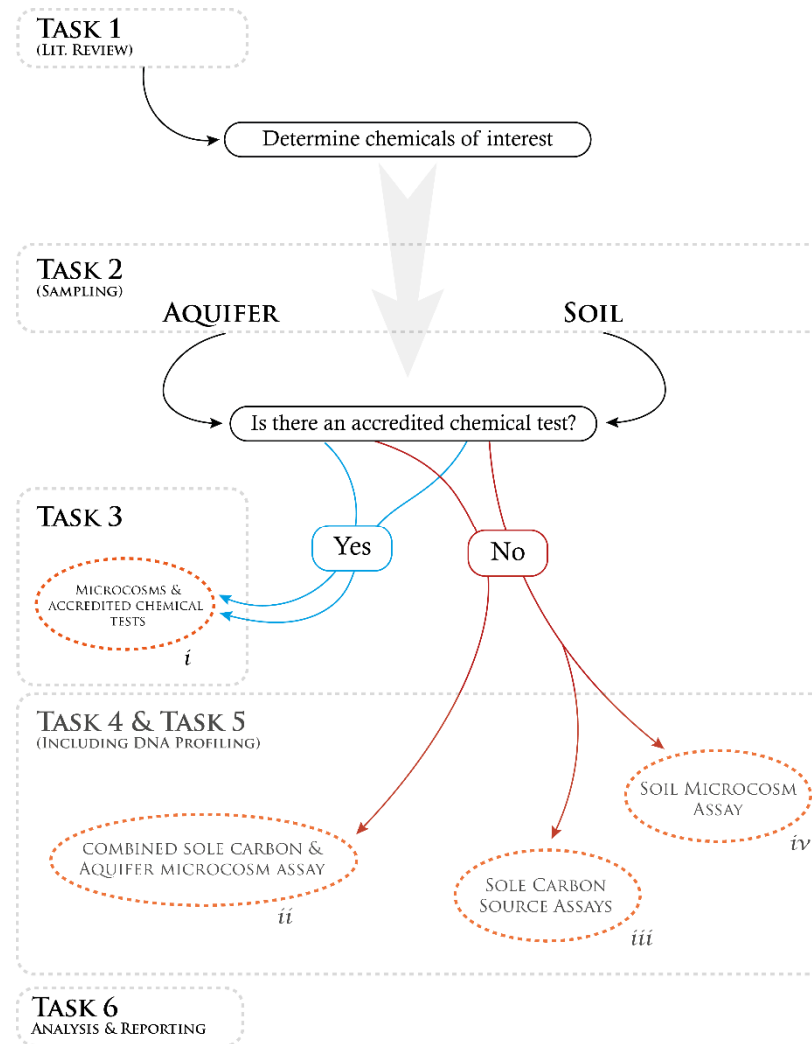 TASK 1
(LIT. REVIEW)
Determine chemicals of interest
TASK 2
(SAMPLING)
AQUIFER
SOIL
Is there an accredited chemical test?
TASK 3
Yes
No
MICROCOSMS &
ACCREDITED CHEMICAL
TESTS
i
TASK 4 & TASK 5
(INCLUDING DNA PROFILING)
SOIL MICROCOSM
ASSAY
iv
COMBINED SOLE CARBON &
AQUIFER MICROCOSM ASSAY
ii
SOLE CARBON
SOURCE ASSAYS
iii
TASK 6
ANALYSIS & REPORTING